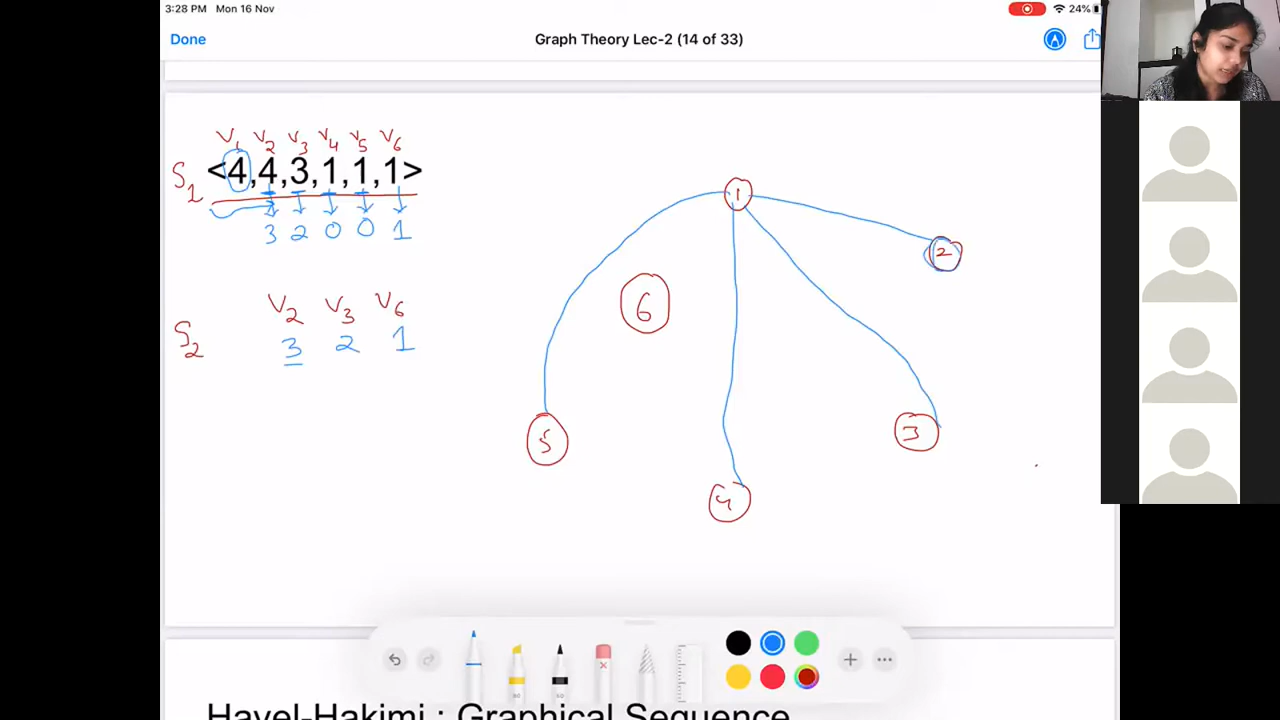 3:28 PM Mon 16 Nov
24%
Done
Graph Theory Lec-2 (14 of 33)
V1 V2 V3 V4 V5 V6
S1 <4,4,3,1,1,1>
3 2 0 0 1
V2 V3 V6
S2 3 2 1
1
2
6
3
5
4
Havel-Hakimi : Graphical Sequence